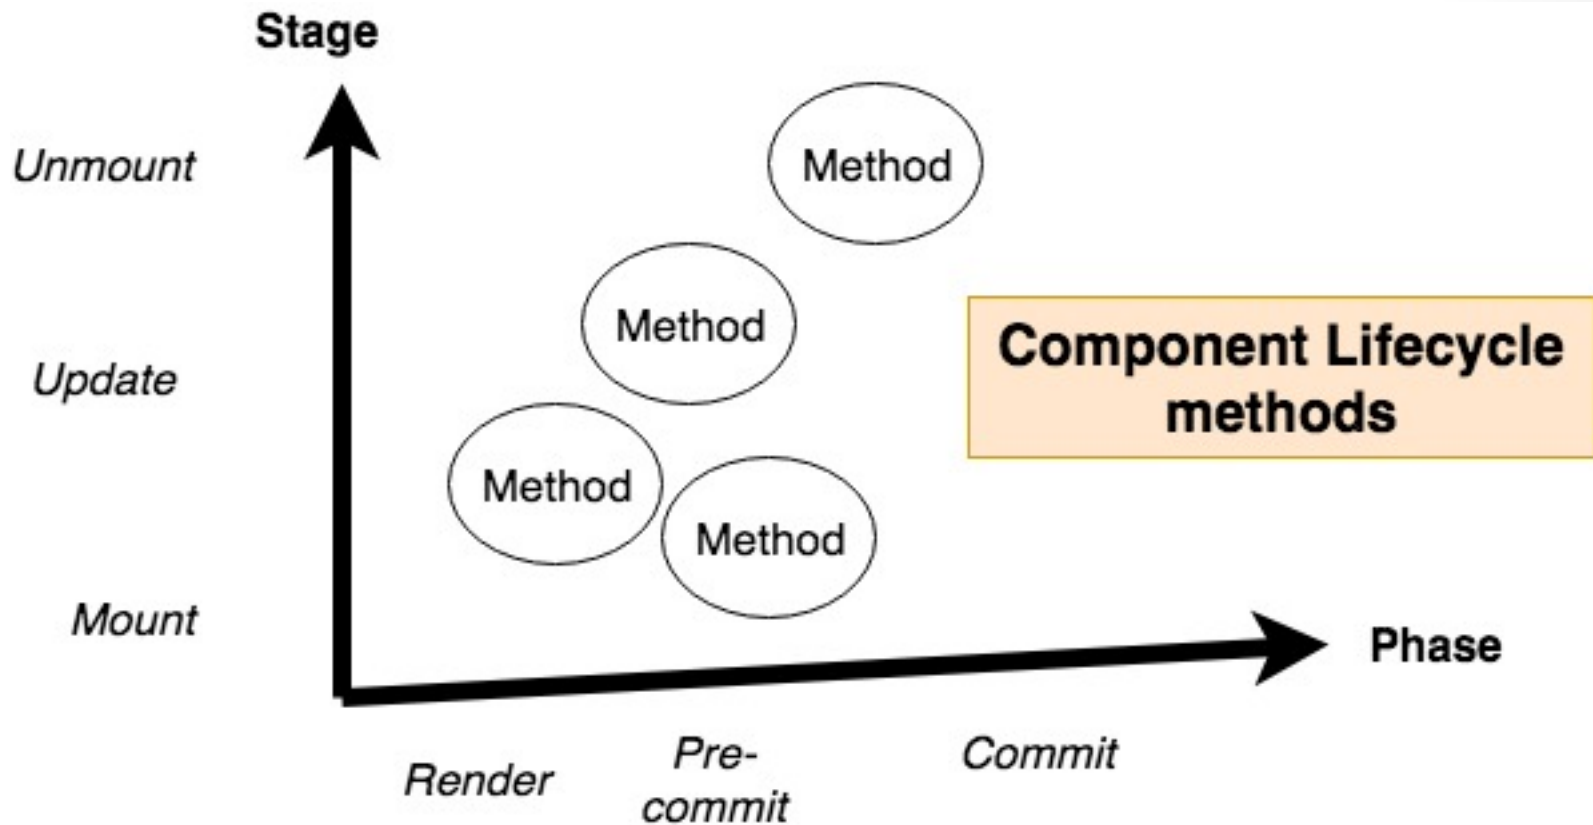 Stage
Unmount
Method
Method
Update
Component Lifecycle
methods
Method
Method
Mount
Phase
Render
Pre-
commit
Commit